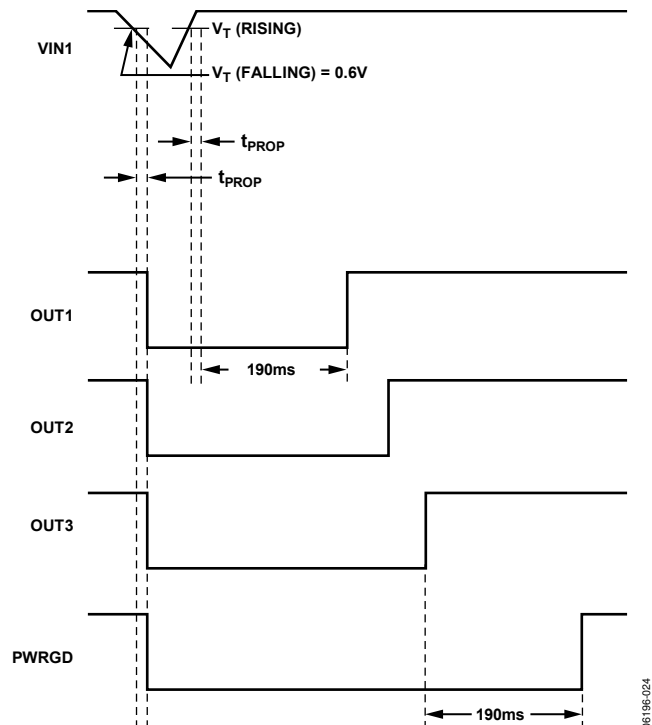 VIN1
VT (RISING)
VT (FALLING) = 0.6V
tPROP
tPROP
OUT1
190ms
OUT2
OUT3
PWRGD
190ms
06196-024